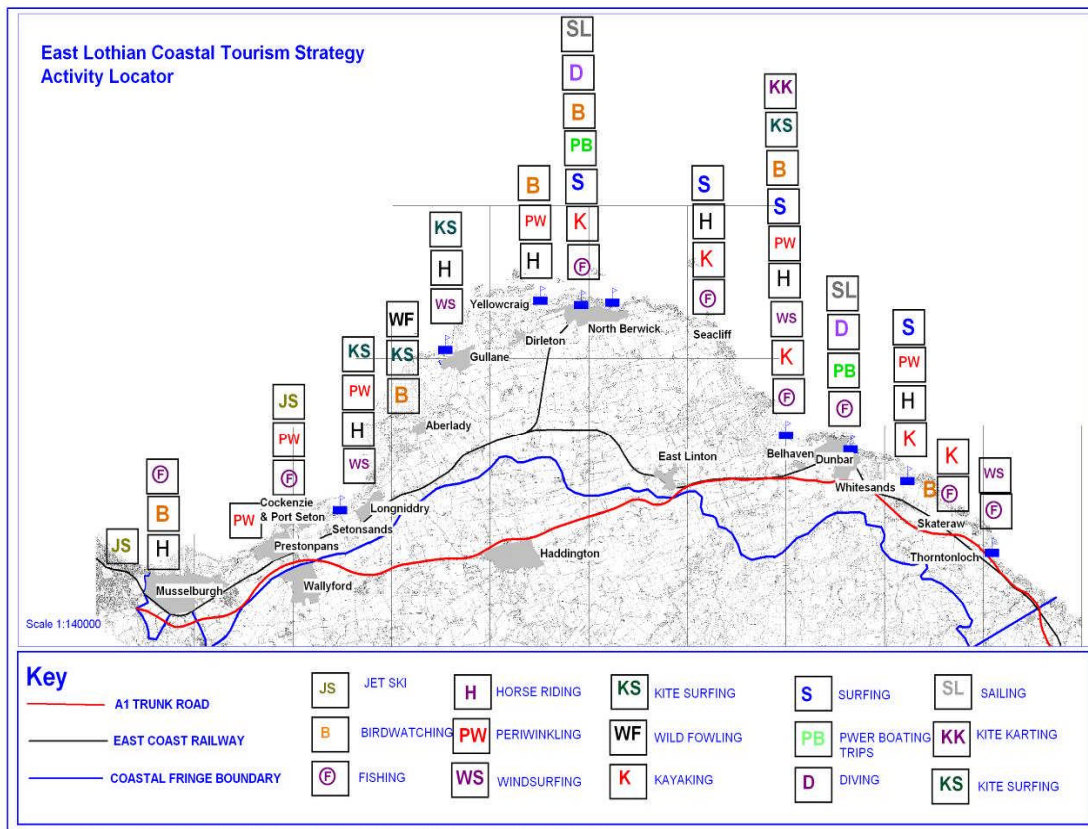 East Lothian Coastal Tourism Strategy
Activity Locator
SL
D
B
PB
S
K
F
KK
KS
B
S
PW
H
WS
K
F
B
PW
H
S
H
K
F
KS
H
WS
WF
KS
B
KS
PW
H
WS
JS
PW
F
SL
D
PB
F
S
PW
H
K
K
B
F
WS
F
F
B
H
JS
PW
Yellowcraig
North Berwick
Dirleton
Seacliff
Gullane
Aberlady
East Linton
Belhaven
Dunbar
Whitesands
Skateraw
Thorntonloch
Longniddry
Cockenzie
& Port Seton
Setonsands
Prestonpans
Haddington
Wallyford
Musselburgh
Scale 1:140000
Key
A1 TRUNK ROAD
EAST COAST RAILWAY
COASTAL FRINGE BOUNDARY
JS JET SKI
B BIRDWATCHING
F FISHING
H HORSE RIDING
PW PERIWINKLING
WS WINDSURFING
KS KITE SURFING
WF WILD FOWLING
K KAYAKING
S SURFING
PB PWER BOATING
TRIPS
D DIVING
SL SAILING
KK KITE KARTING
KS KITE SURFING